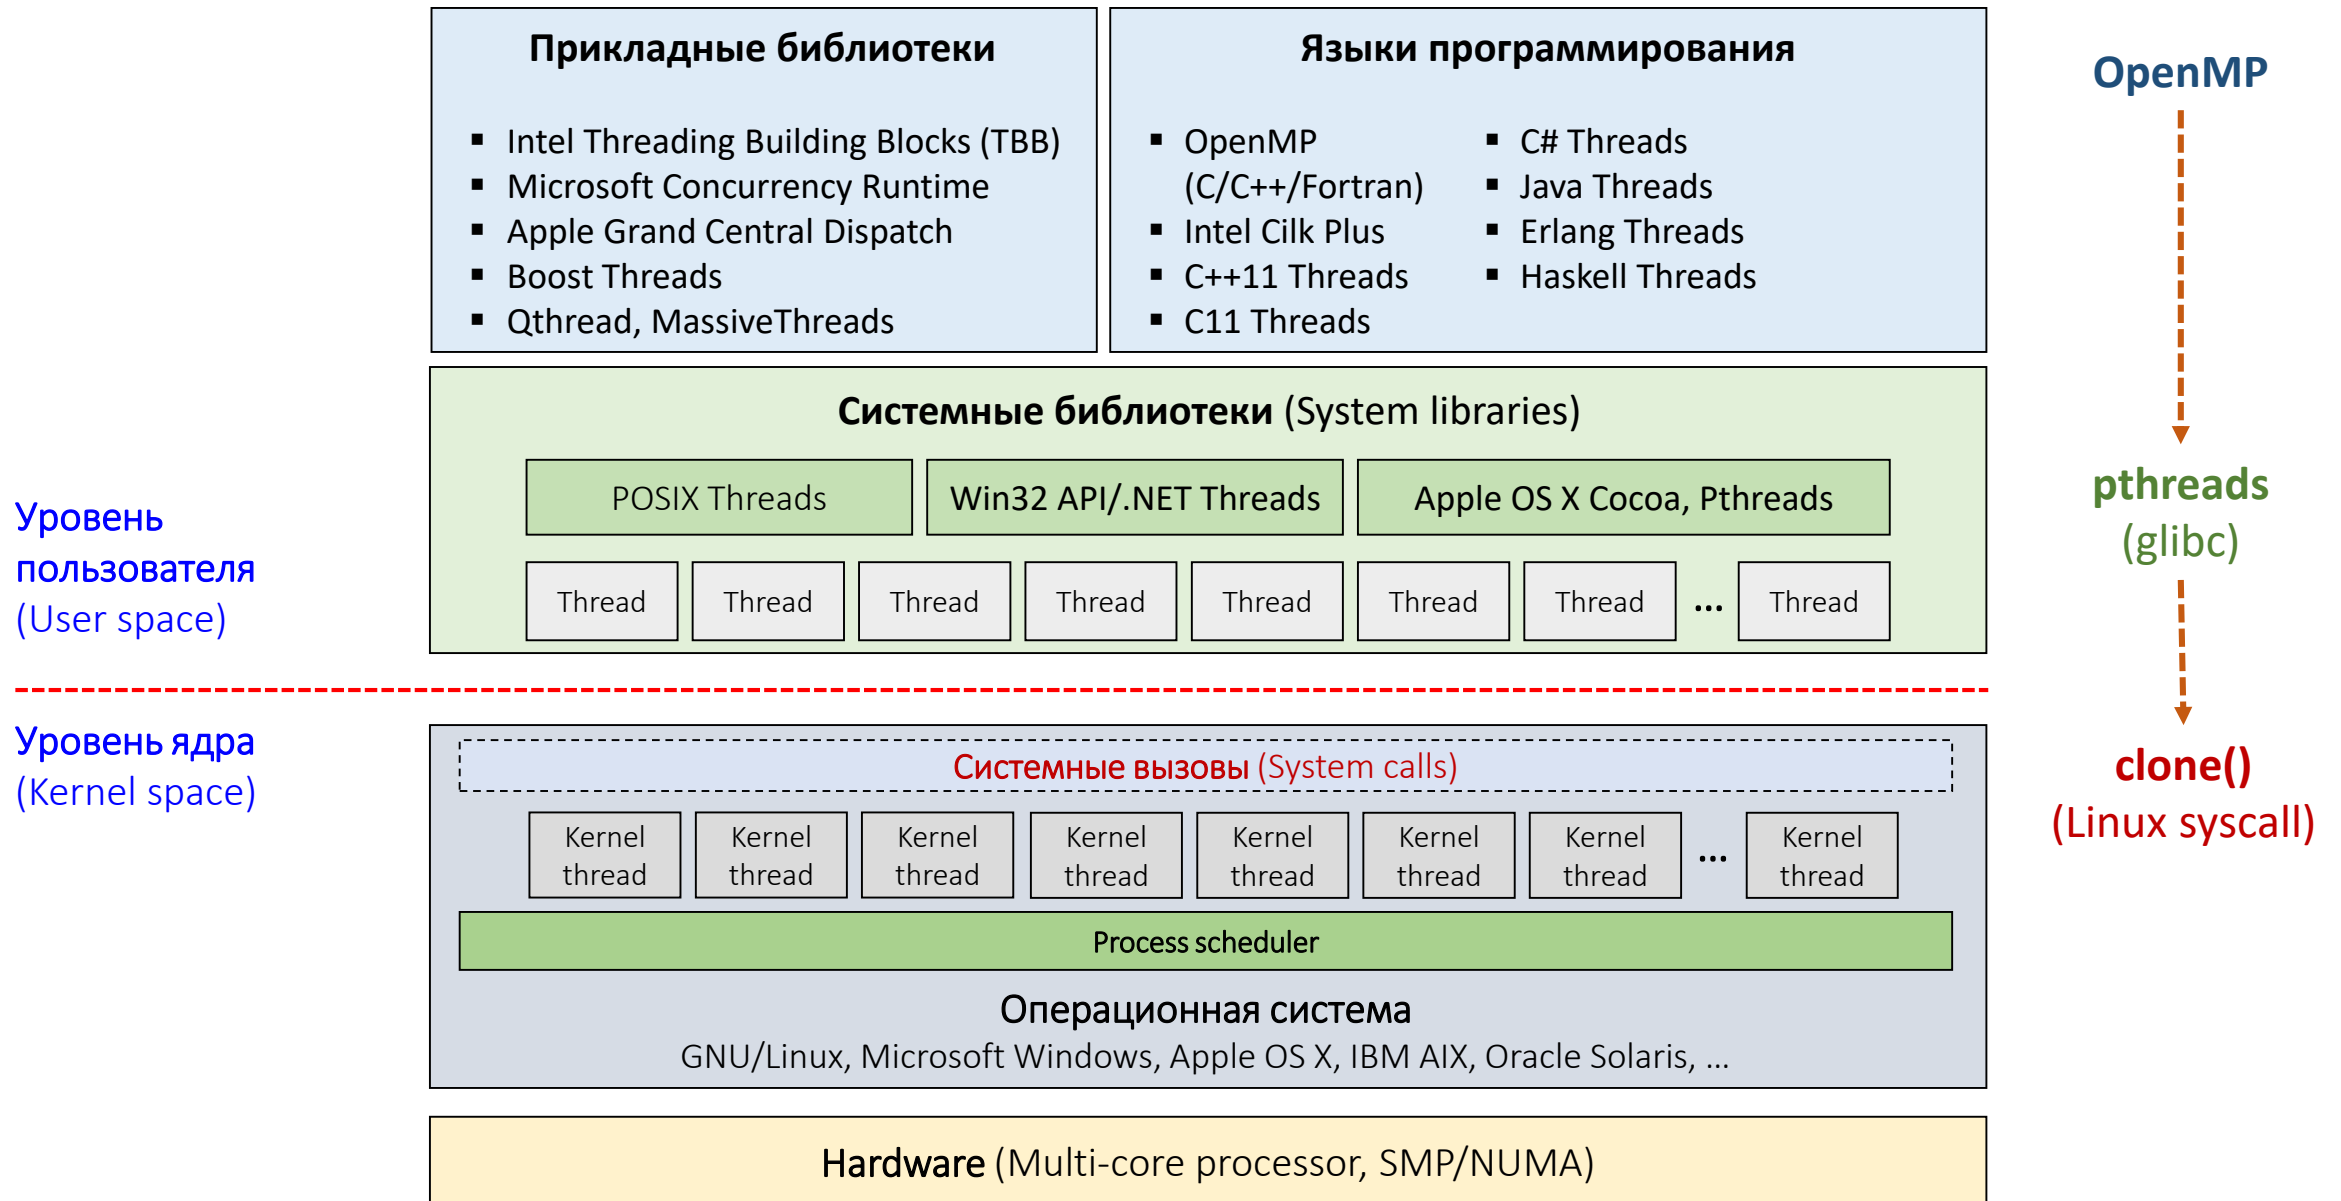 Прикладные библиотеки
▪ Intel Threading Building Blocks (TBB)
▪ Microsoft Concurrency Runtime
▪ Apple Grand Central Dispatch
▪ Boost Threads
▪ Qthread, MassiveThreads
Языки программирования
▪ OpenMP
(C/C++/Fortran)
▪ Intel Cilk Plus
▪ C++11 Threads
▪ C11 Threads
▪ C# Threads
▪ Java Threads
▪ Erlang Threads
▪ Haskell Threads
OpenMP
Системные библиотеки (System libraries)
POSIX Threads
Win32 API/.NET Threads
Apple OS X Cocoa, Pthreads
Thread
Thread
Thread
Thread
Thread
Thread
Thread
...
Thread
Уровень
пользователя
(User space)
pthreads
(glibc)
Уровень ядра
(Kernel space)
Системные вызовы (System calls)
Kernel
thread
Kernel
thread
Kernel
thread
Kernel
thread
Kernel
thread
Kernel
thread
Kernel
thread
...
Kernel
thread
Process scheduler
Операционная система
GNU/Linux, Microsoft Windows, Apple OS X, IBM AIX, Oracle Solaris, ...
clone()
(Linux syscall)
Hardware (Multi-core processor, SMP/NUMA)